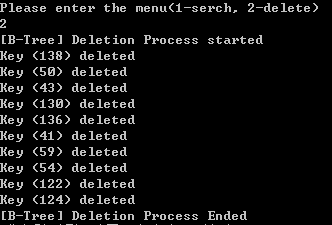 Please enter the menu(1-serch, 2-delete)
2
[B-Tree] Deletion Process started
Key (138) deleted
Key (50) deleted
Key (43) deleted
Key (130) deleted
Key (136) deleted
Key (41) deleted
Key (59) deleted
Key (54) deleted
Key (122) deleted
Key (124) deleted
[B-Tree] Deletion Process Ended